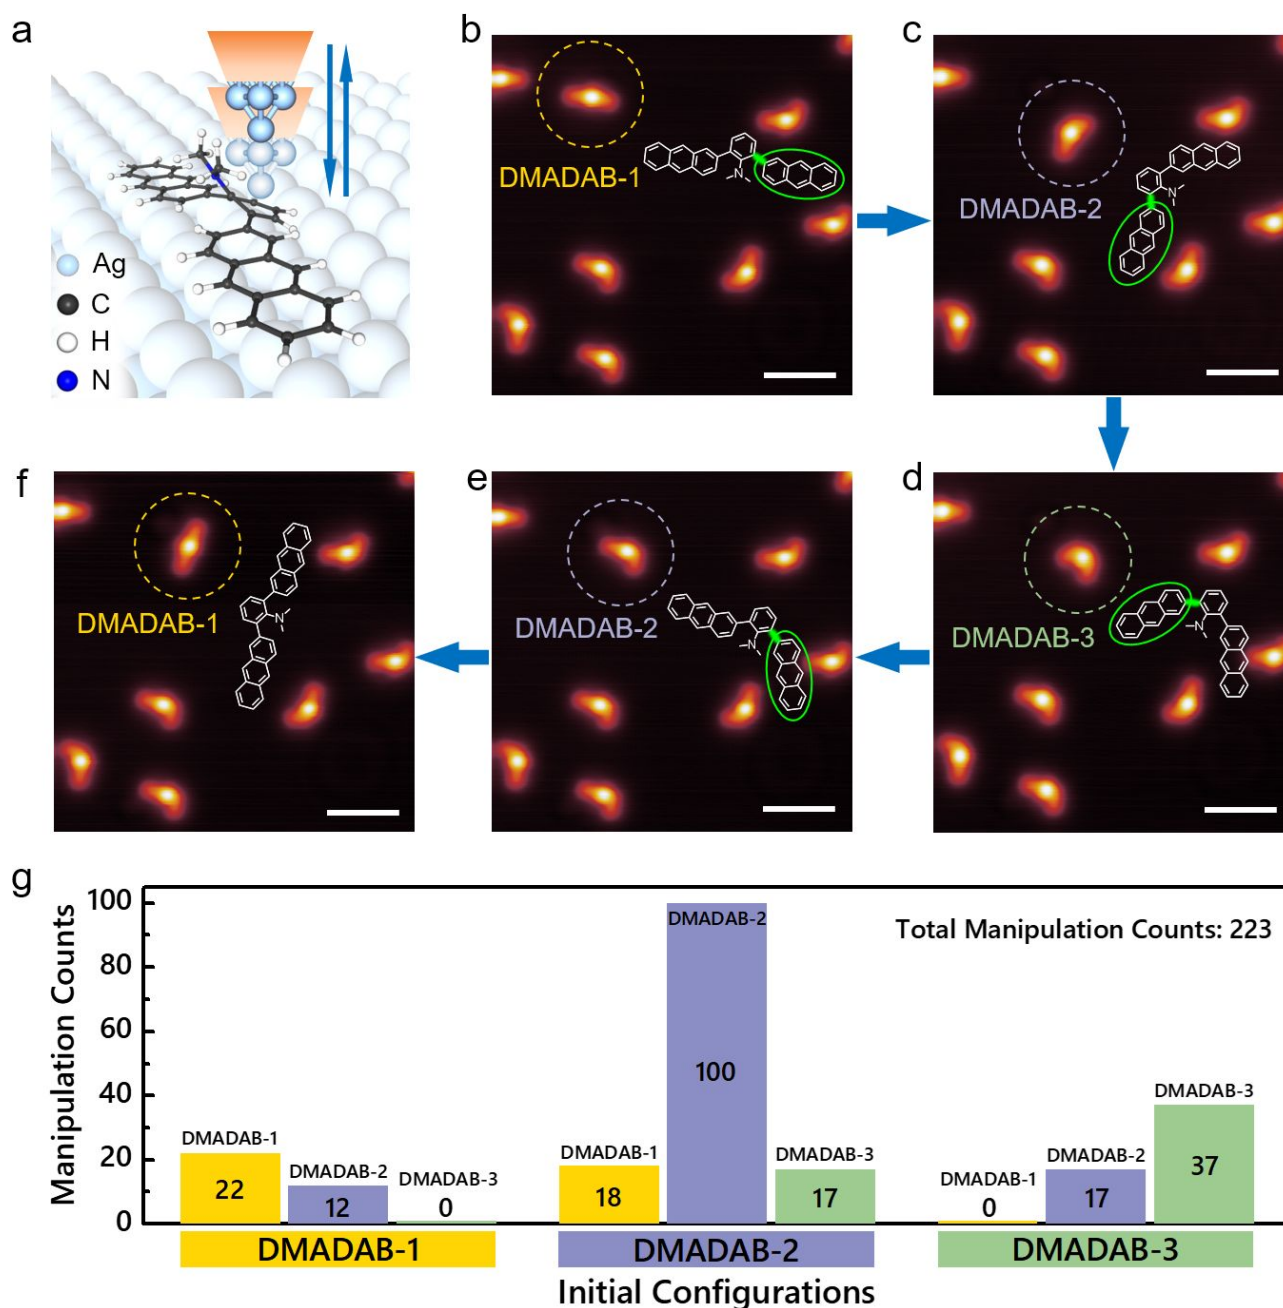 a
Ag
C
H
N
b
DMADAB-1
N
c
DMADAB-2
N
f
DMADAB-1
N
e
DMADAB-2
N
d
DMADAB-3
N
g
Total Manipulation Counts: 223
Manipulation Counts
100
80
60
40
20
0
DMADAB-1
22
DMADAB-2
12
DMADAB-3
0
DMADAB-1
18
DMADAB-2
100
DMADAB-3
17
DMADAB-1
0
DMADAB-2
17
DMADAB-3
37
DMADAB-1
DMADAB-2
DMADAB-3
Initial Configurations